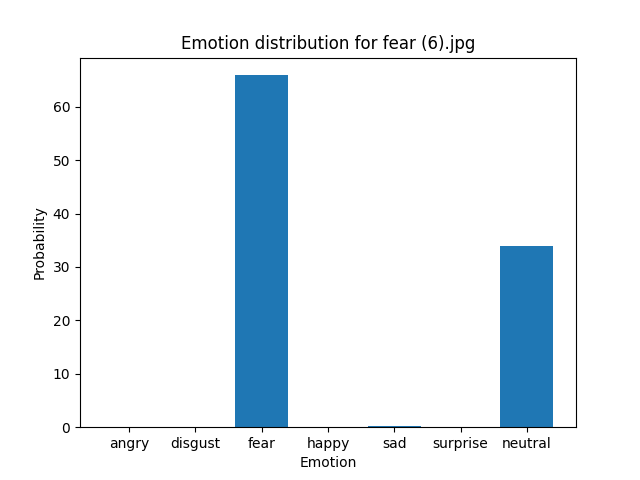 Emotion distribution for fear (6).jpg
60
50
40
30
20
10
0
Probability
angry disgust fear happy sad surprise neutral
Emotion